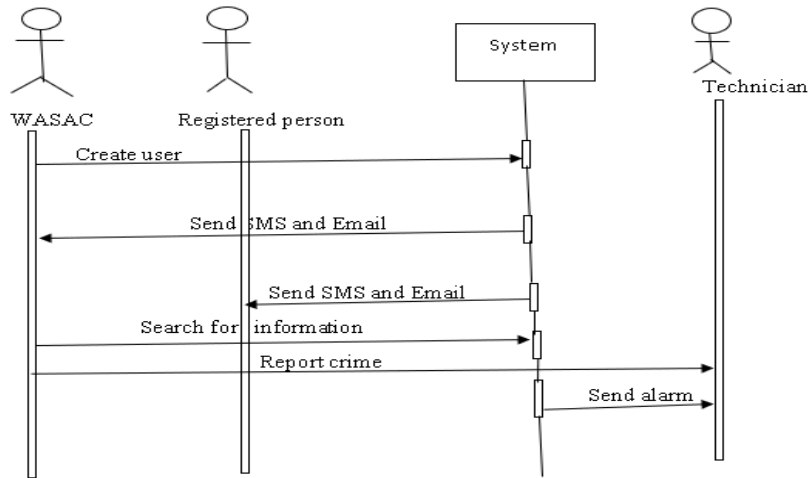 System
Technician
WASAC
Registered person
Create user
Send SMS and Email
Send SMS and Email
Search for information
Report crime
Send alarm